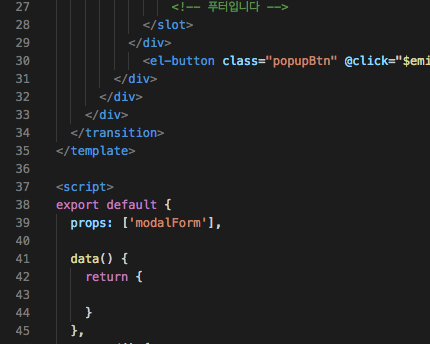 27 <!-- 푸터입니다 -->
28 </slot>
29 </div>
30 <el-button class="popupBtn" @click="$emi
31 </div>
32 </div>
33 </div>
34 </transition>
35 </template>
36
37 <script>
38 export default {
39 props: ['modalForm'],
40
41 data() {
42 return {
43
44 }
45 },